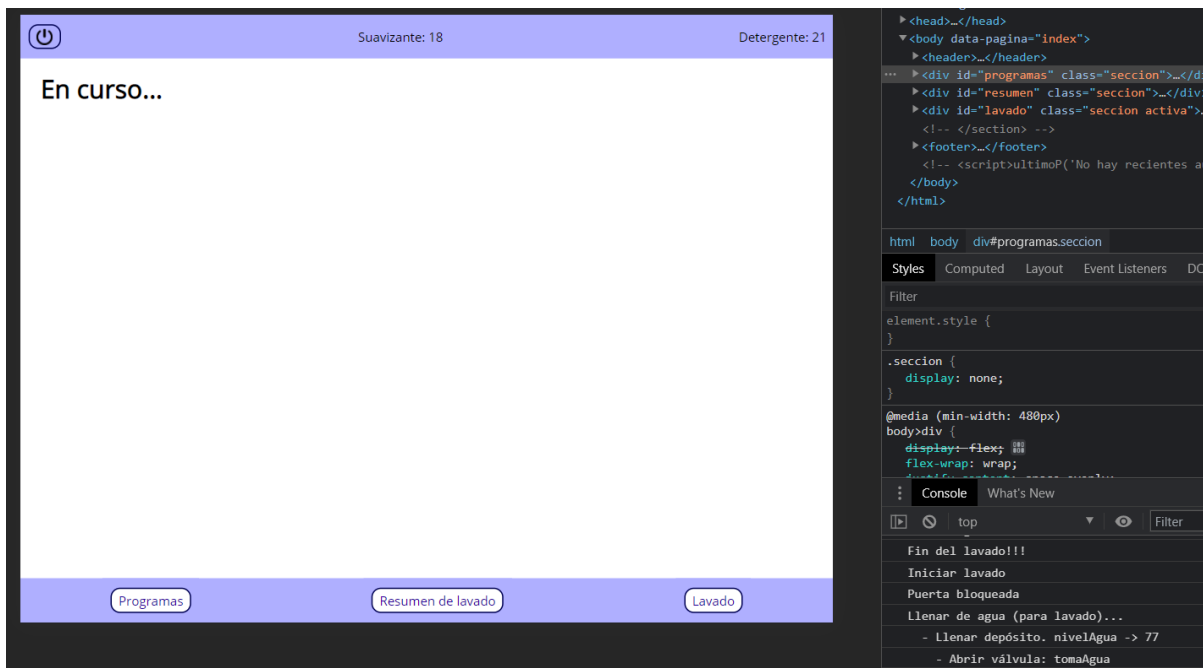 Suavizante: 18
Detergente: 21
En curso...
Programas
Resumen de lavado
Lavado
<head>…</head>
<body data-pagina="index">
<header>…</header>
<div id="programas" class="seccion">…</di
<div id="resumen" class="seccion">…</div
<div id="lavado" class="seccion activa">…
<!-- </section> -->
<footer>…</footer>
<!-- <script>ultimoP('No hay recientes a
</body>
</html>
html body div#programas.seccion
Styles Computed Layout Event Listeners DO
Filter
element.style {
}
.seccion {
display: none;
}
@media (min-width: 480px)
body>div {
display: flex;
flex-wrap: wrap;
Console What's New
top Filter
Fin del lavado!!!
Iniciar lavado
Puerta bloqueada
Llenar de agua (para lavado)...
- Llenar depósito. nivelAgua -> 77
- Abrir válvula: tomaAgua